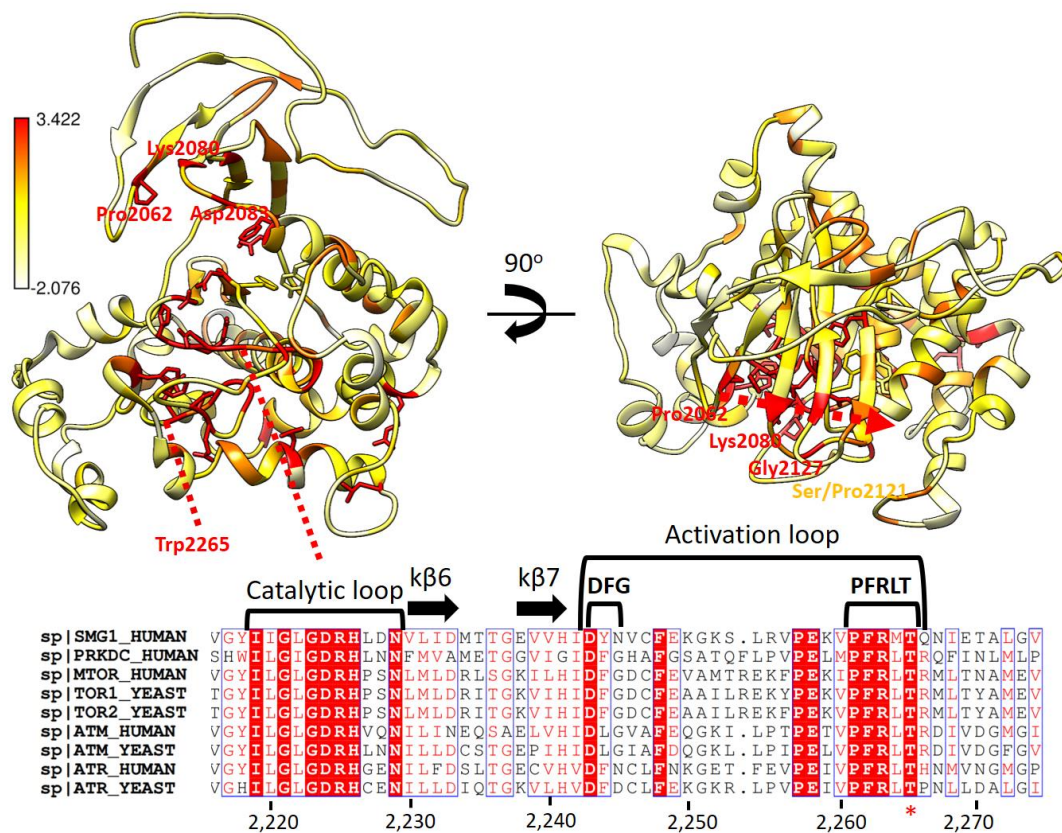 3.422
-2.076
Lys2080
Pro2062
Asp2083
Trp2265
90°
Pro2062
Lys2080
Gly2127
Ser/Pro2121
Activation loop
Catalytic loop kβ6 kβ7 DFG PFRLT
sp|SMG1_HUMAN VGYIIGLGDRHLDNVLIDMTTGEVVHIDYNVCFEKGKS.LRVPEKVPFRMTQNIETALGV
sp|PRKDC_HUMAN SHWILGIGDRHLNNFMVAMETGGVIGIDFGHAFGSATQFLPVPELMPFRLTRQFINLMLP
sp|MTOR_HUMAN VGYILGLGDRHPSNLMLDRLSGKILHIDFGDCFEVAMTREKFPEKIPFRLTRMLTNAMEV
sp|TOR1_YEAST TGYILGLGDRHPSNLMLDRITGKVIHIDFGDCFEAAILREKYPEKVPFRLTRMLTYAMEV
sp|TOR2_YEAST TGYILGLGDRHPSNLMLDRITGKVIHIDFGDCFEAAILREKFPEKVPFRLTRMLTYAMEV
sp|ATM_HUMAN VGYILGLGDRHVQNILINEQSAELVHIDLGVAFEQGKI.LPTPETVPFRLTRDIVDGMGI
sp|ATM_YEAST VGYILGLGDRHLNNILLDCSTGEPIHIDLGIAFDQGKL.LPIPELVPFRLTRDIVDGFGV
sp|ATR_HUMAN VGYILGLGDRHGENILFDSLTGECVHVDFNCLFNKGET.FEVPEIVPFRLTHNMVNGMGP
sp|ATR_YEAST GHYILGLGDRHCENILLDIQTGKVLHVDFDCLFEKGKRLPVPEIVPFRLTPNLLDALGI
2,220 2,230 2,240 2,250 2,260 * 2,270